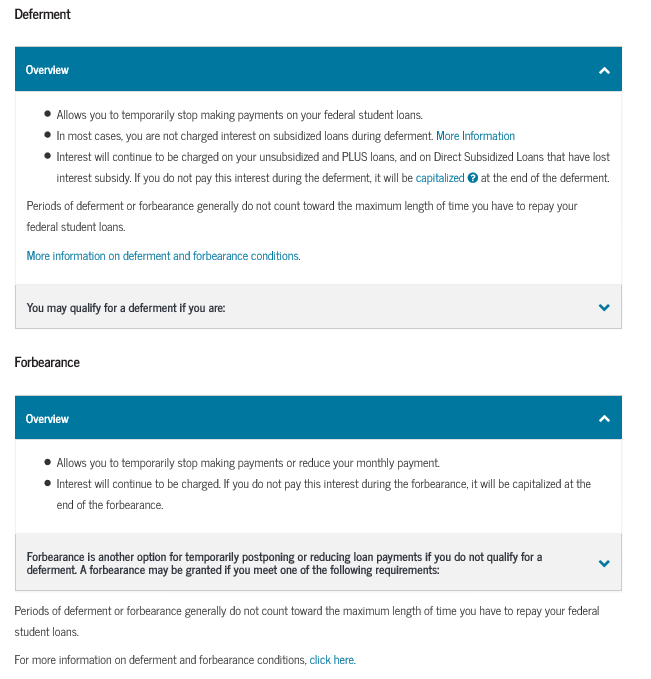 Deferment
Overview
Allows you to temporarily stop making payments on your federal student loans.
In most cases, you are not charged interest on subsidized loans during deferment. More Information
Interest will continue to be charged on your unsubsidized and PLUS loans, and on Direct Subsidized Loans that have lost
interest subsidy. If you do not pay this interest during the deferment, it will be capitalized ? at the end of the deferment.
Periods of deferment or forbearance generally do not count toward the maximum length of time you have to repay your
federal student loans.
More information on deferment and forbearance conditions.
You may qualify for a deferment if you are:
Forbearance
Overview
Allows you to temporarily stop making payments or reduce your monthly payment.
Interest will continue to be charged. If you do not pay this interest during the forbearance, it will be capitalized at the
end of the forbearance.
Forbearance is another option for temporarily postponing or reducing loan payments if you do not qualify for a
deferment. A forbearance may be granted if you meet one of the following requirements:
Periods of deferment or forbearance generally do not count toward the maximum length of time you have to repay your federal
student loans.
For more information on deferment and forbearance conditions, click here.